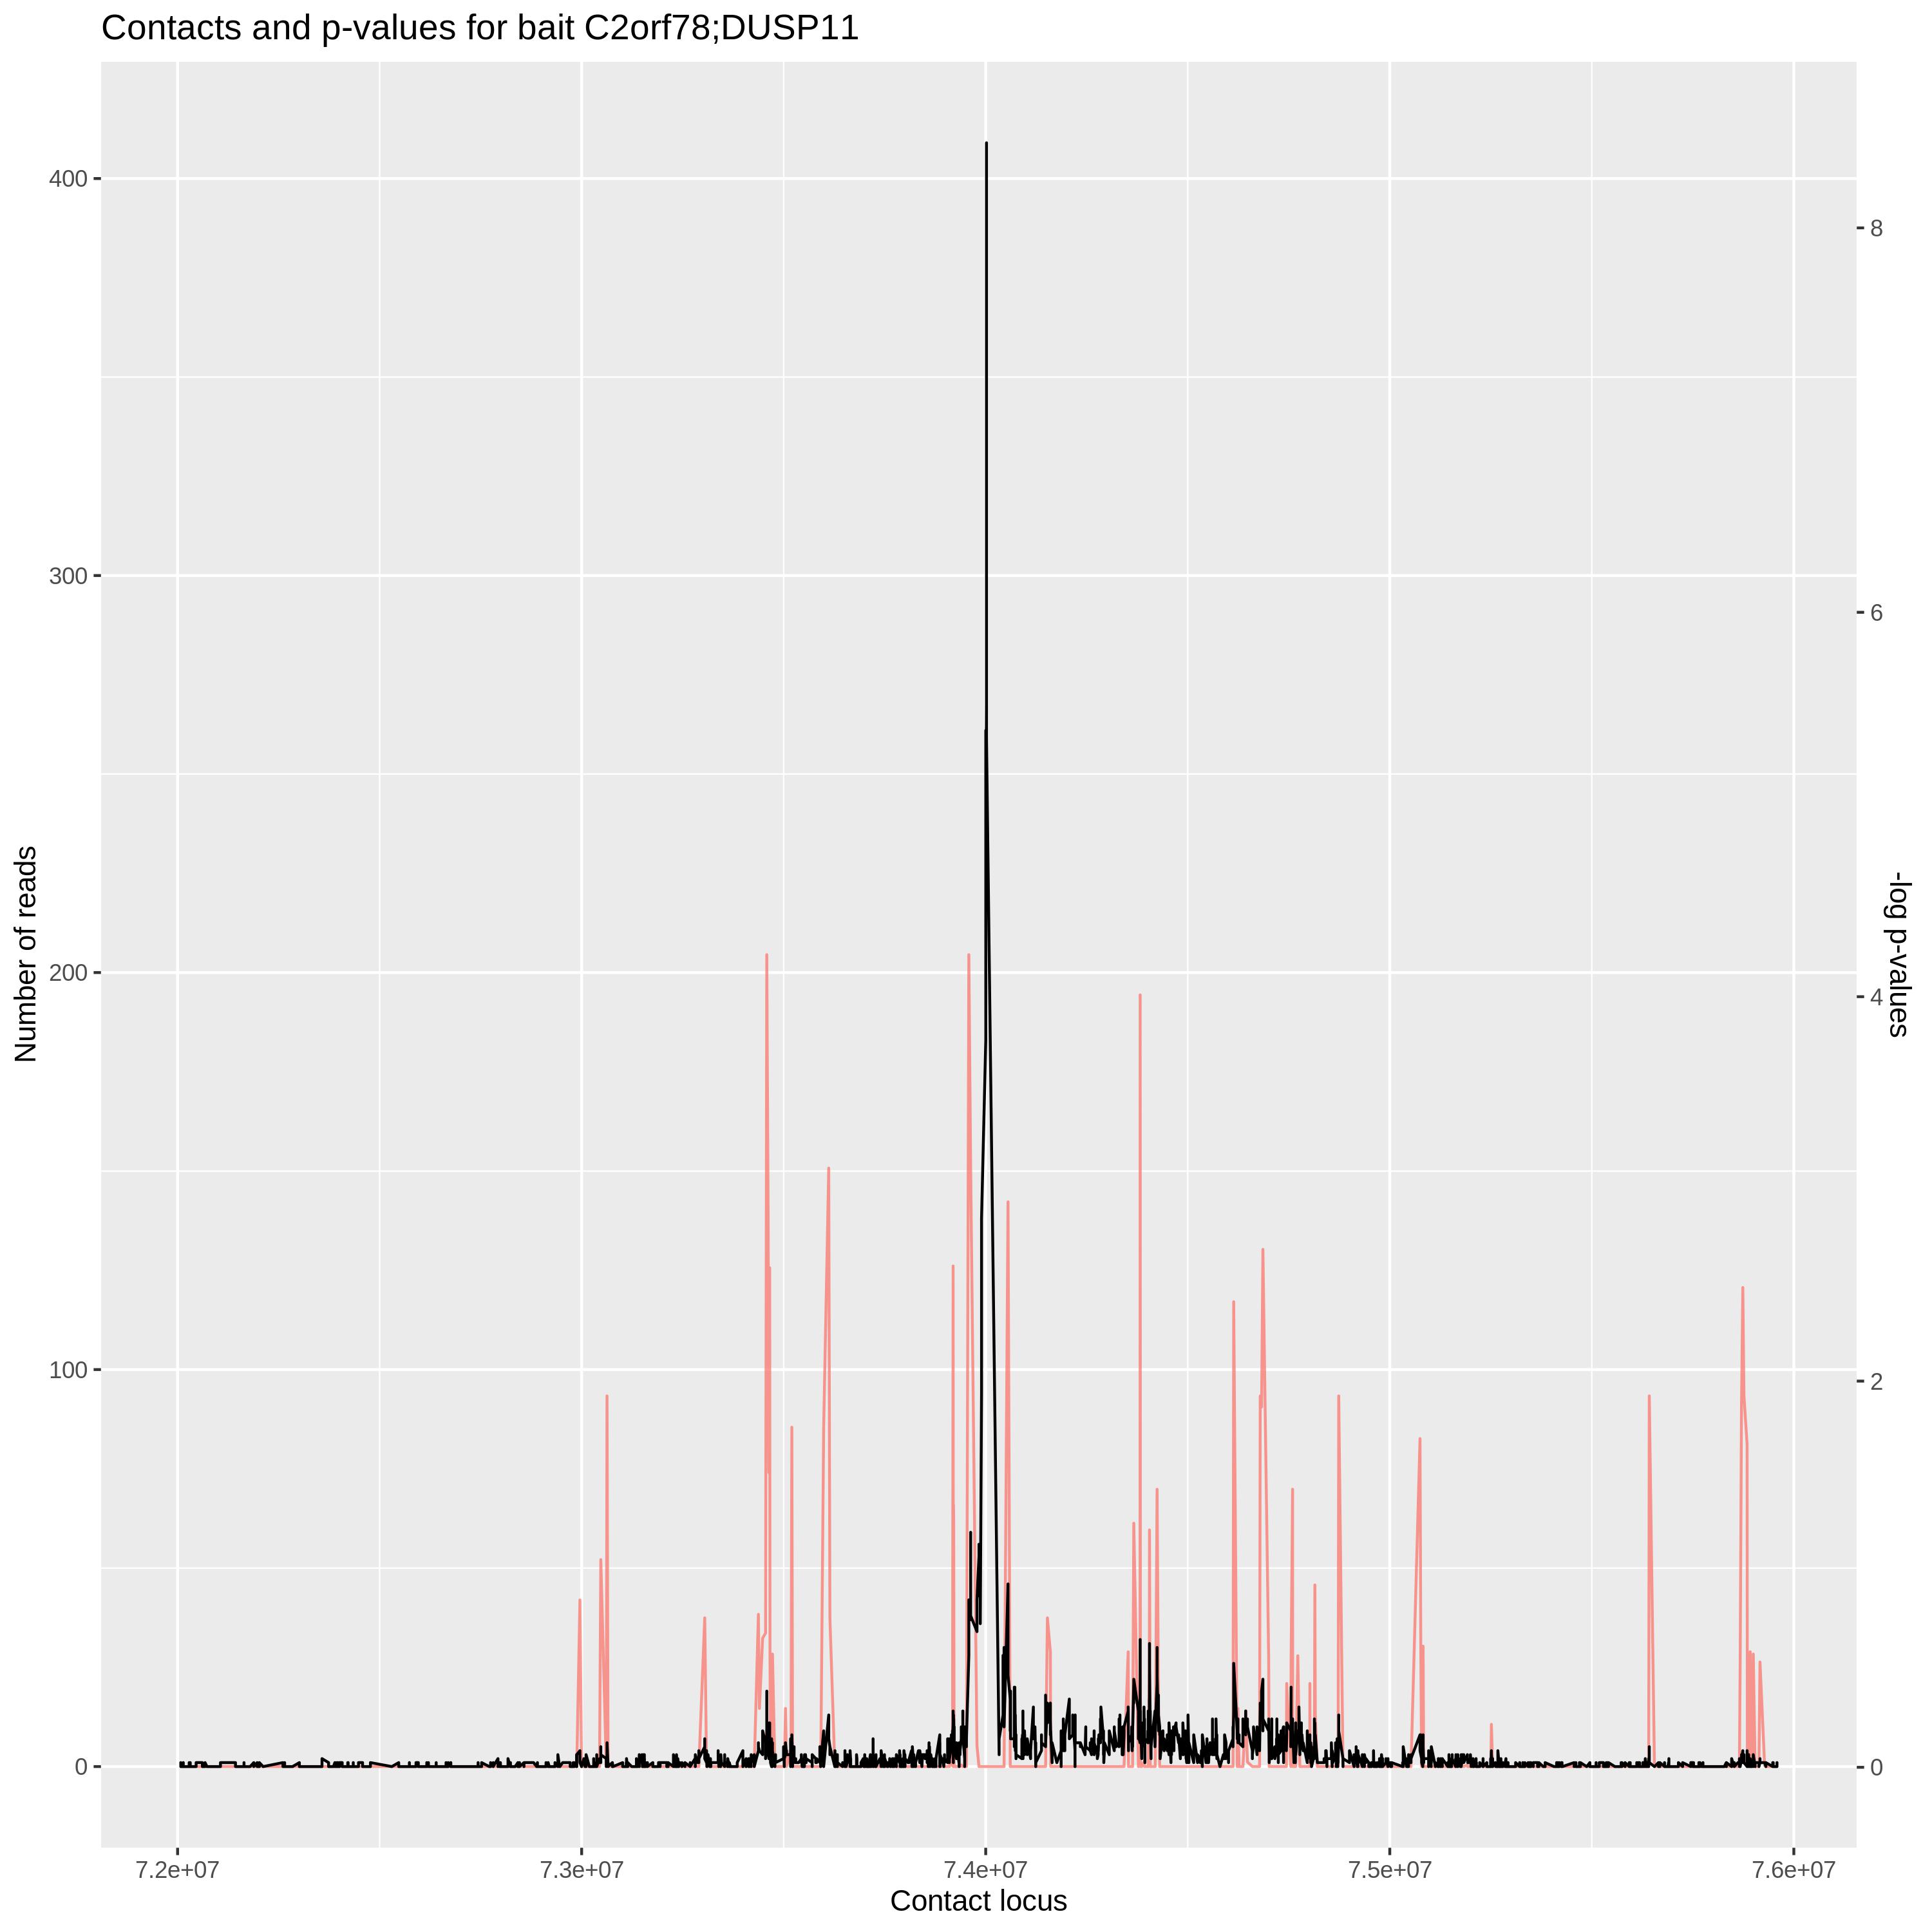 Contacts and p-values for bait C2orf78;DUSP11
400
300
200
100
0
Number of reads
8
6
4
2
0
-log p-values
7.2e+07
7.3e+07
7.4e+07
7.5e+07
7.6e+07
Contact locus